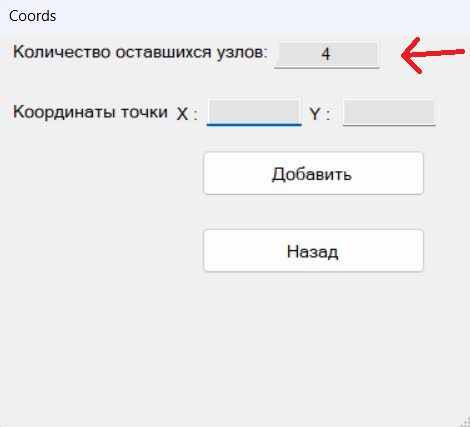 Coords
Количество оставшихся узлов: 4
Координаты точки X : Y :
Добавить
Назад